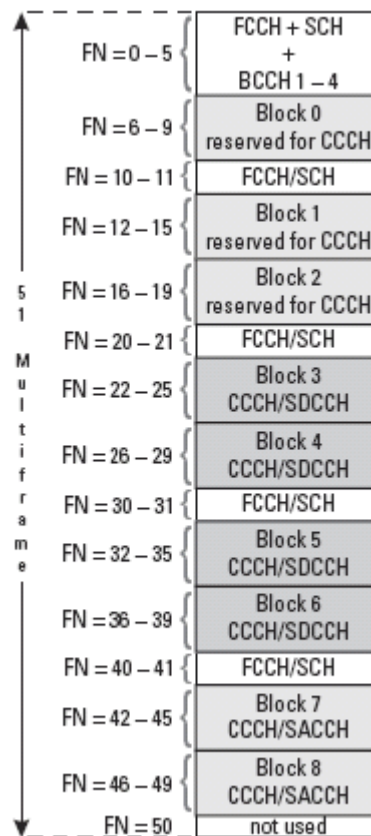 FN = 0 – 5
FCCH + SCH
+
BCCH 1 – 4
FN = 6 – 9
Block 0
reserved for CCCH
FN = 10 – 11
FCCH/SCH
FN = 12 – 15
Block 1
reserved for CCCH
FN = 16 – 19
Block 2
reserved for CCCH
FN = 20 – 21
FCCH/SCH
FN = 22 – 25
Block 3
CCCH/SDCCH
FN = 26 – 29
Block 4
CCCH/SDCCH
FN = 30 – 31
FCCH/SCH
FN = 32 – 35
Block 5
CCCH/SDCCH
FN = 36 – 39
Block 6
CCCH/SDCCH
FN = 40 – 41
FCCH/SCH
FN = 42 – 45
Block 7
CCCH/SACCH
FN = 46 – 49
Block 8
CCCH/SACCH
FN = 50
not used
51 Multiframe